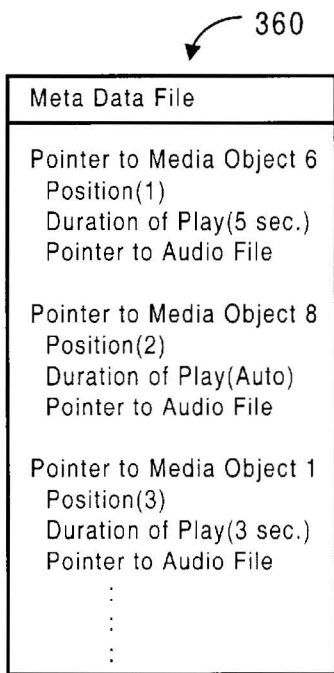 360
Meta Data File
Pointer to Media Object 6
Position(1)
Duration of Play(5 sec.)
Pointer to Audio File
Pointer to Media Object 8
Position(2)
Duration of Play(Auto)
Pointer to Audio File
Pointer to Media Object 1
Position(3)
Duration of Play(3 sec.)
Pointer to Audio File
:
:
: